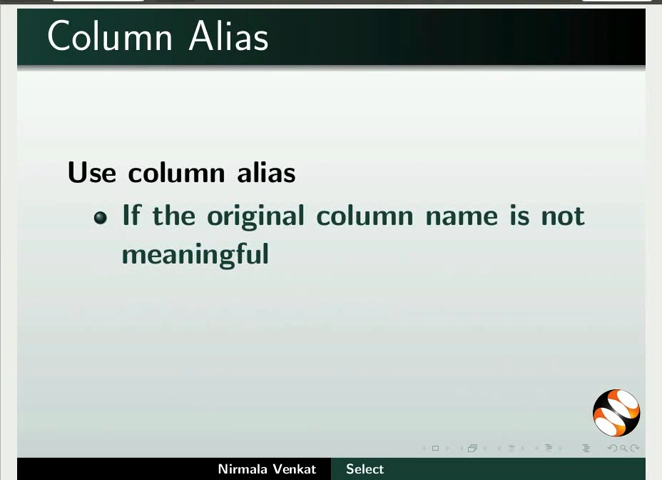 Column Alias
Use column alias
If the original column name is not
meaningful
Nirmala Venkat Select